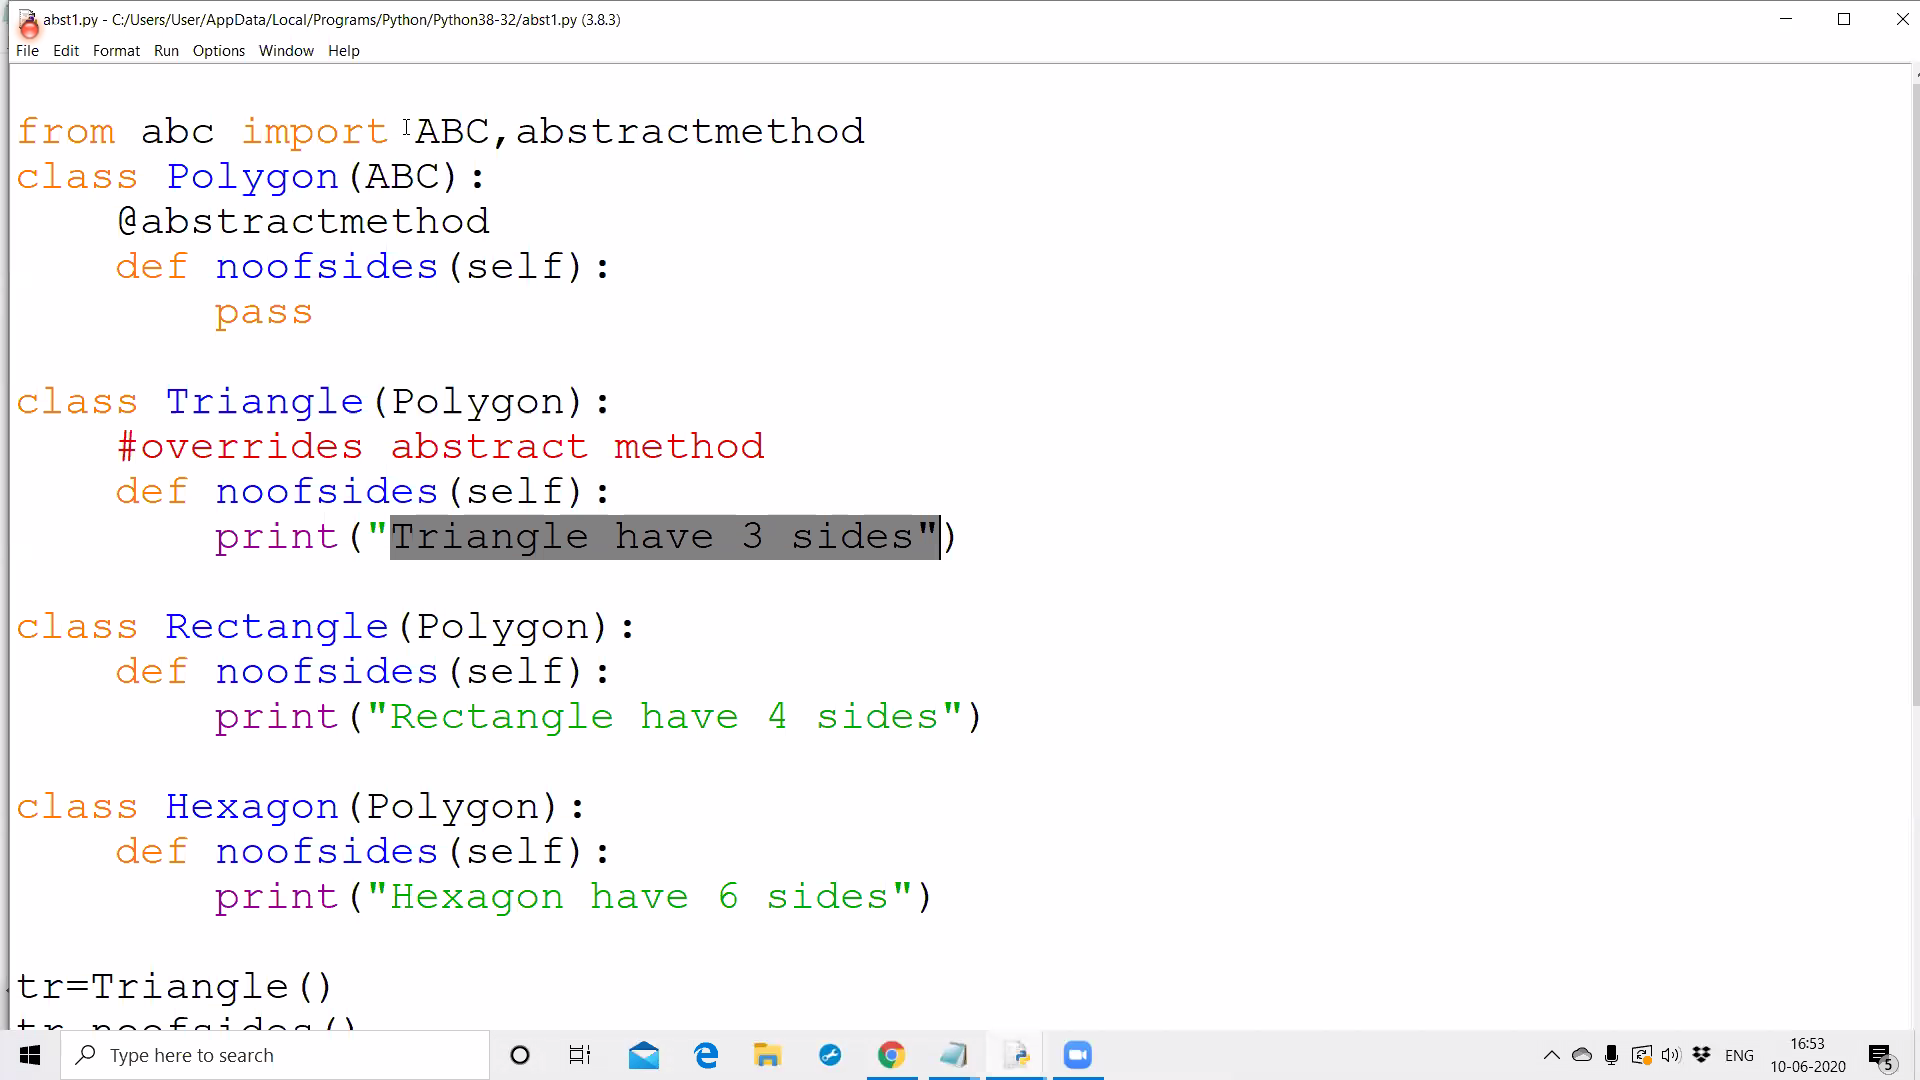 abst1.py - C:/Users/User/AppData/Local/Programs/Python/Python38-32/abst1.py (3.8.3)
File Edit Format Run Options Window Help
from abc import ABC,abstractmethod
class Polygon(ABC):
    @abstractmethod
    def noofsides(self):
        pass
class Triangle(Polygon):
    #overrides abstract method
    def noofsides(self):
        print("Triangle have 3 sides")
class Rectangle(Polygon):
    def noofsides(self):
        print("Rectangle have 4 sides")
class Hexagon(Polygon):
    def noofsides(self):
        print("Hexagon have 6 sides")
tr=Triangle()
tr.noofsides()
Type here to search
ENG
16:53
10-06-2020
5